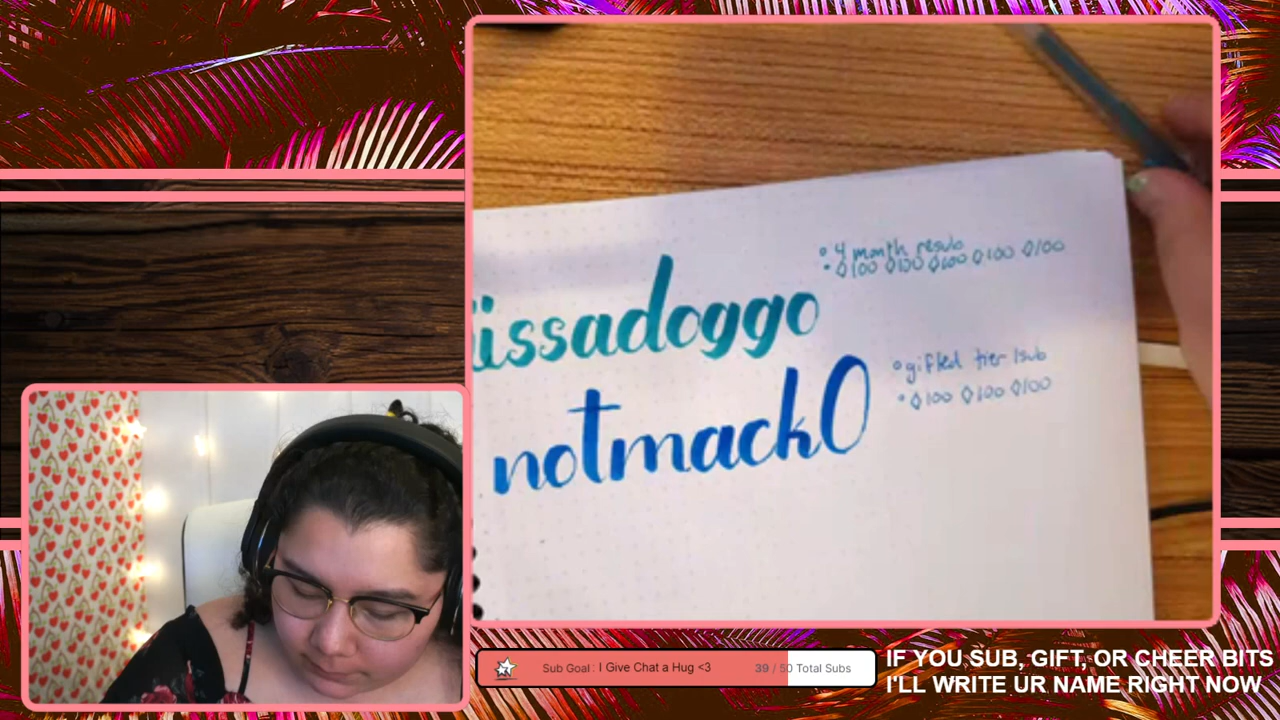 ° 4 month resub
• ◊100 ◊100 ◊100 ◊100 ◊100
iissadoggo
° gifted tier 1 sub
• ◊100 ◊100 ◊100
notmack0
Sub Goal : I Give Chat a Hug <3 39 / 50 Total Subs
IF YOU SUB, GIFT, OR CHEER BITS
I'LL WRITE UR NAME RIGHT NOW